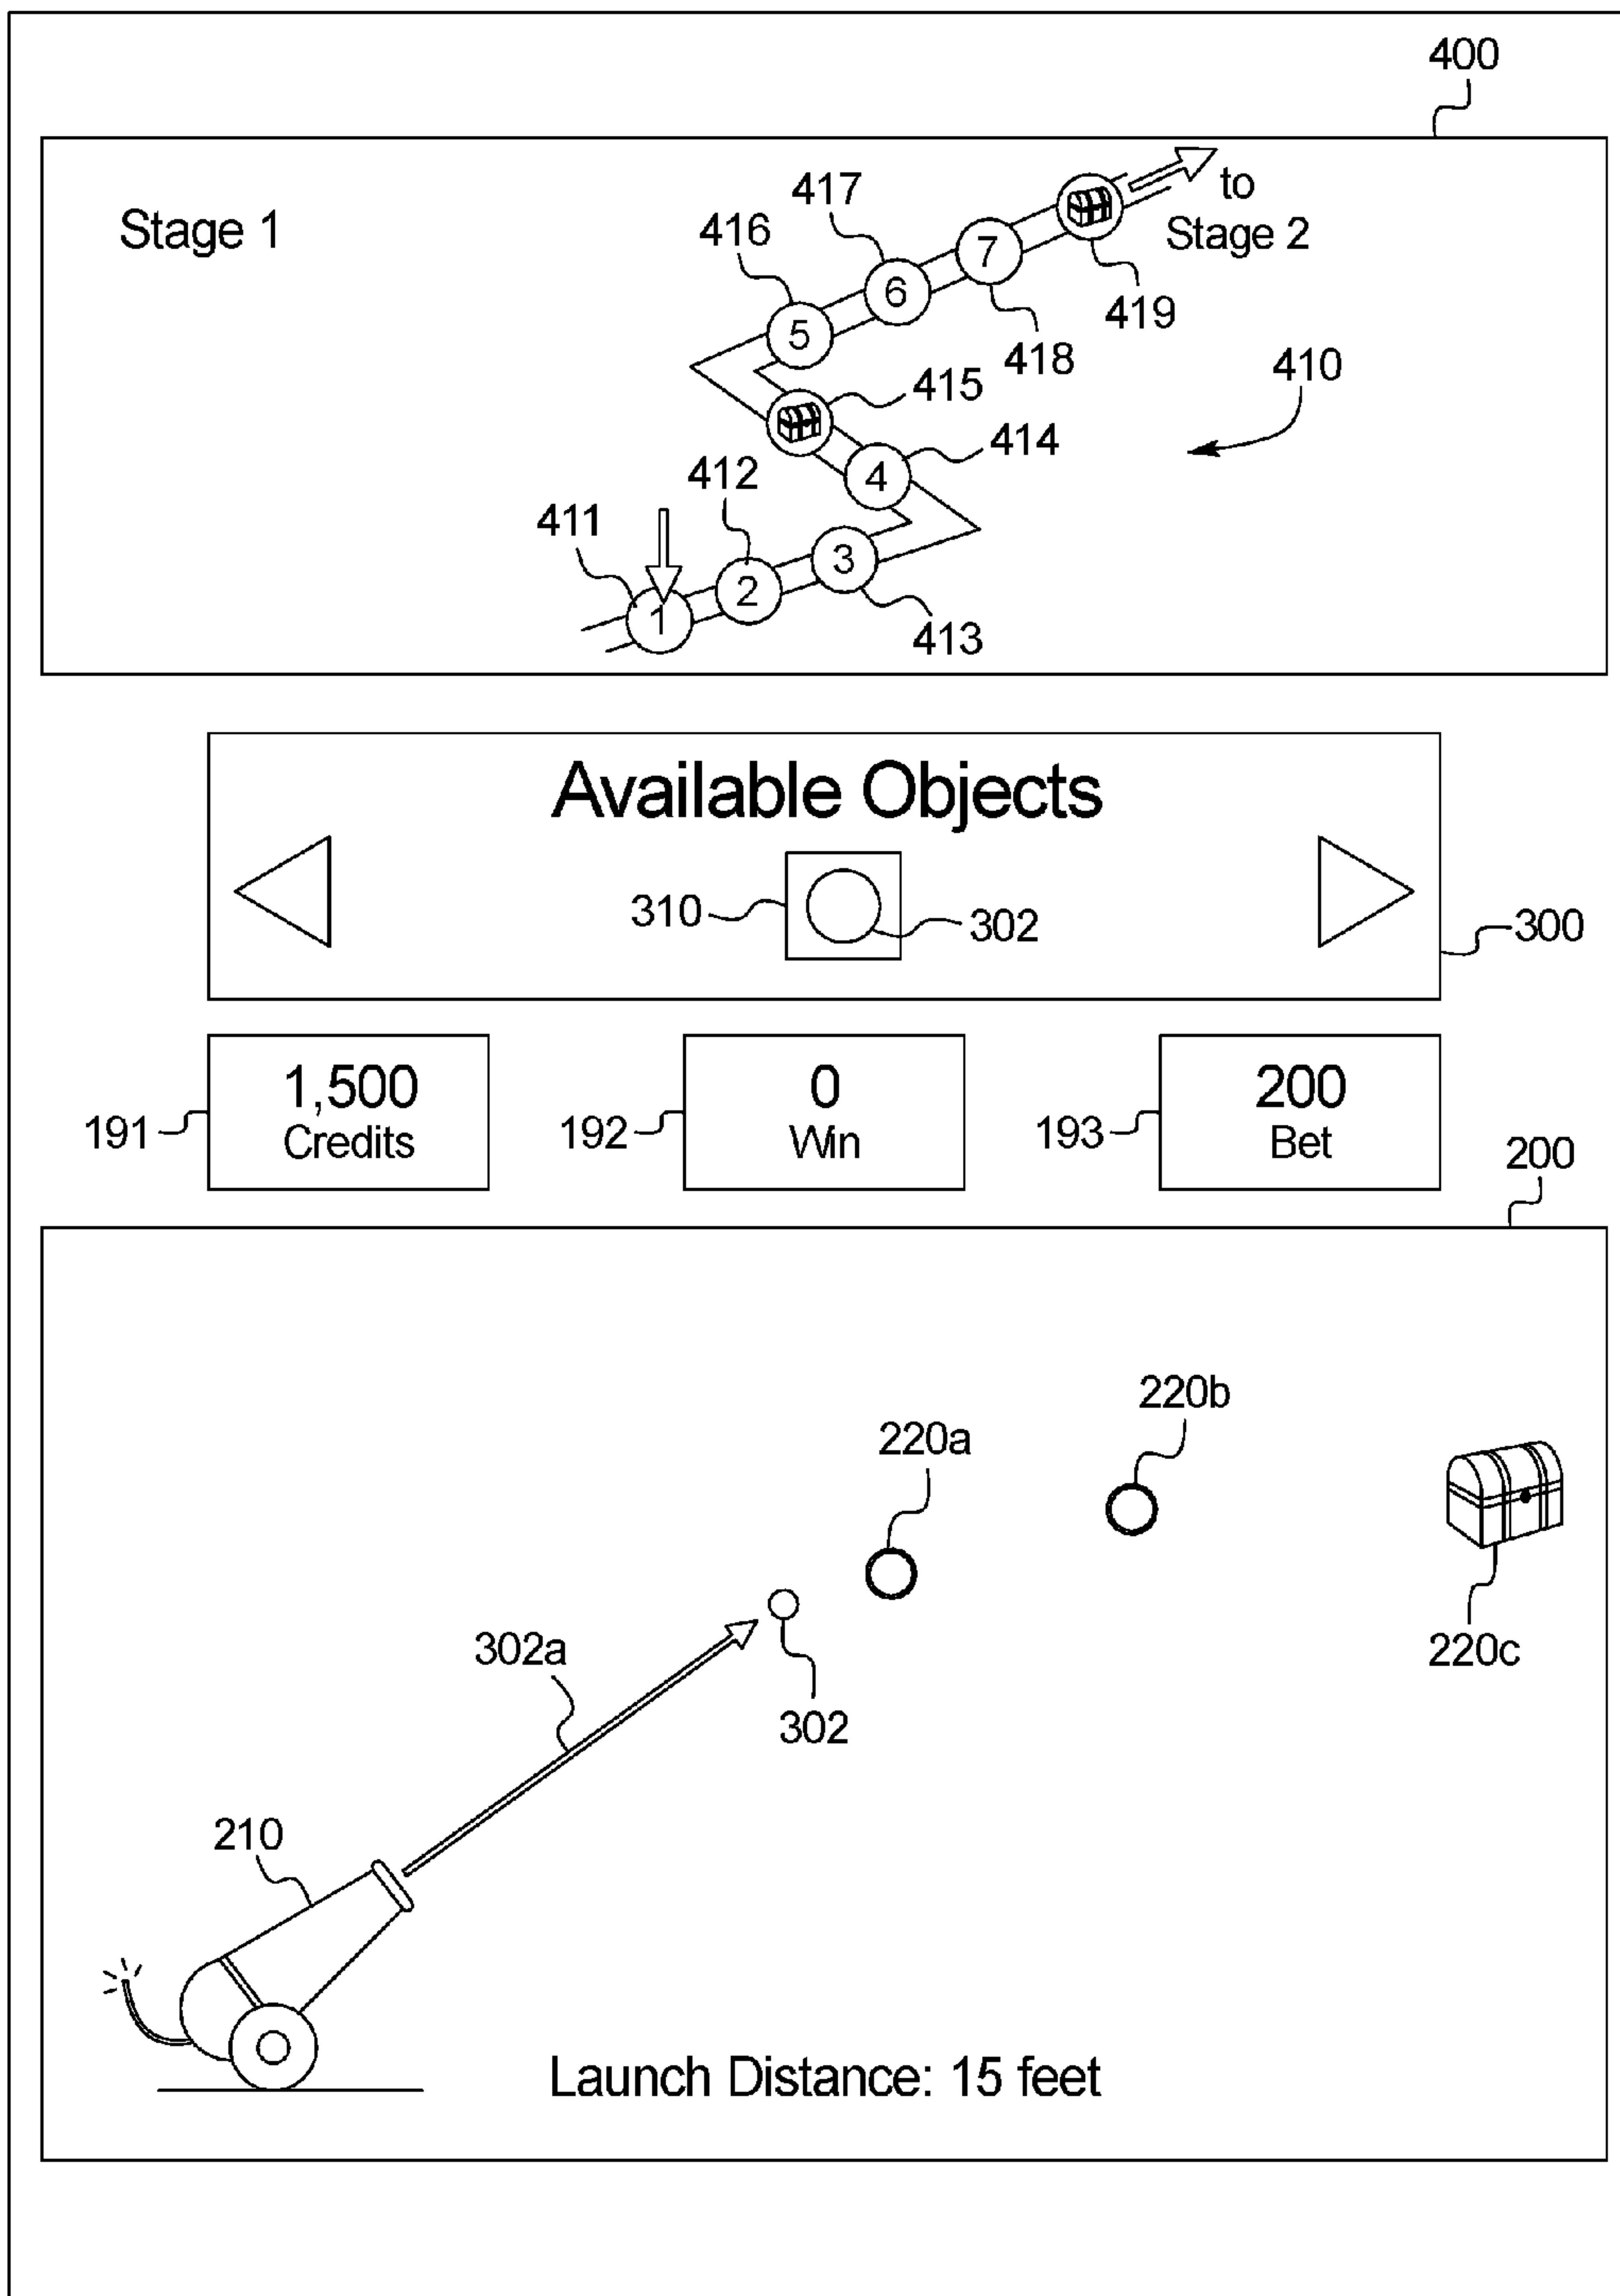 400
Stage 1
to
Stage 2
417
416
7
6
419
5
418
410
415
414
4
412
411
3
2
1
413
Available Objects
310
302
300
1,500
Credits
191
0
Win
192
200
Bet
193
200
220b
220a
220c
302a
302
210
Launch Distance: 15 feet